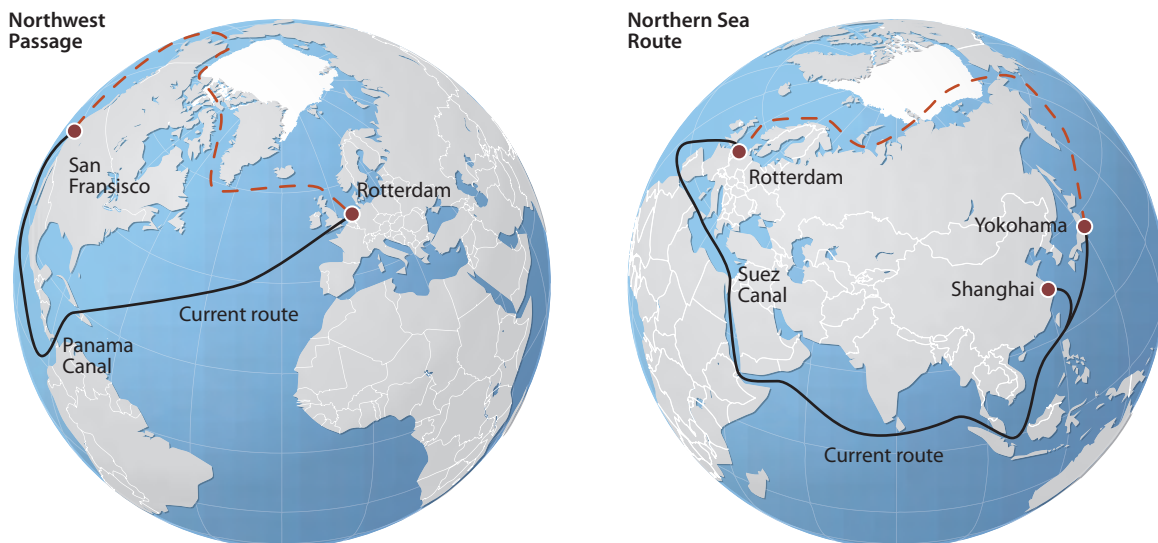 Northwest
Passage
San
Fransisco
Rotterdam
Current route
Panama
Canal
Northern Sea
Route
Rotterdam
Yokohama
Suez
Canal
Shanghai
Current route